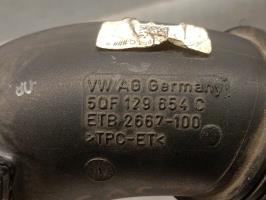 VW AG Germany
5QF 129 654 C
ETB 2667-100
>TPC-ET<